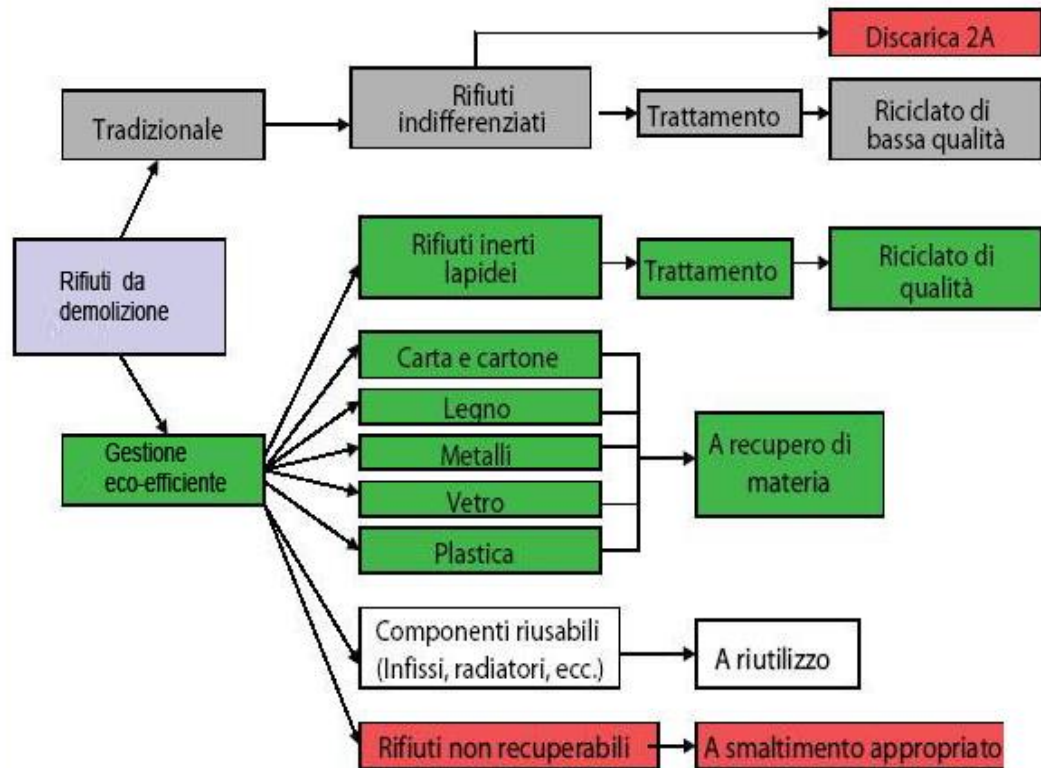 Discarica 2A
Tradizionale
Rifiuti
indifferenziati
Trattamento
Riciclato di
bassa qualità
Rifiuti da
demolizione
Rifiuti inerti
lapidei
Trattamento
Riciclato di
qualità
Gestione
eco-efficiente
Carta e cartone
Legno
Metalli
Vetro
Plastica
A recupero di
materia
Componenti riusabili
(Infissi, radiatori, ecc.)
A riutilizzo
Rifiuti non recuperabili
A smaltimento appropriato